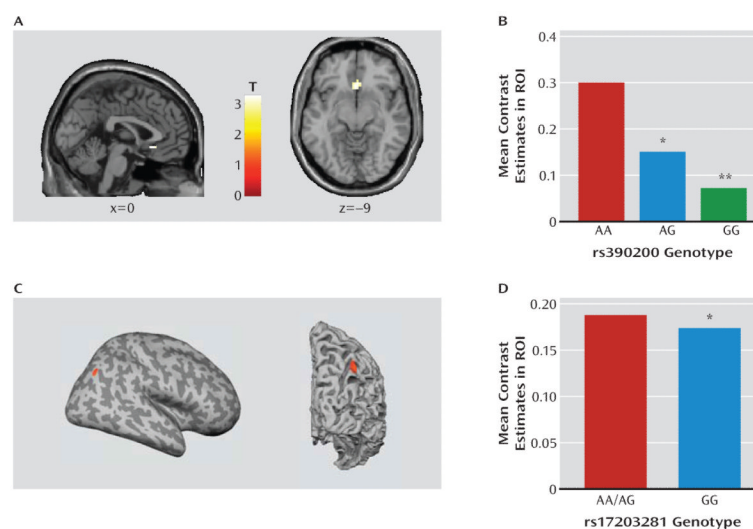 A
T
3
2
1
0
x=0
z=−9
B
Mean Contrast
Estimates in ROI
0.4
0.3
0.2
0.1
0
*
**
AA
AG
GG
rs390200 Genotype
C
D
Mean Contrast
Estimates in ROI
0.20
0.15
0.10
0.05
0
*
AA/AG
GG
rs17203281 Genotype